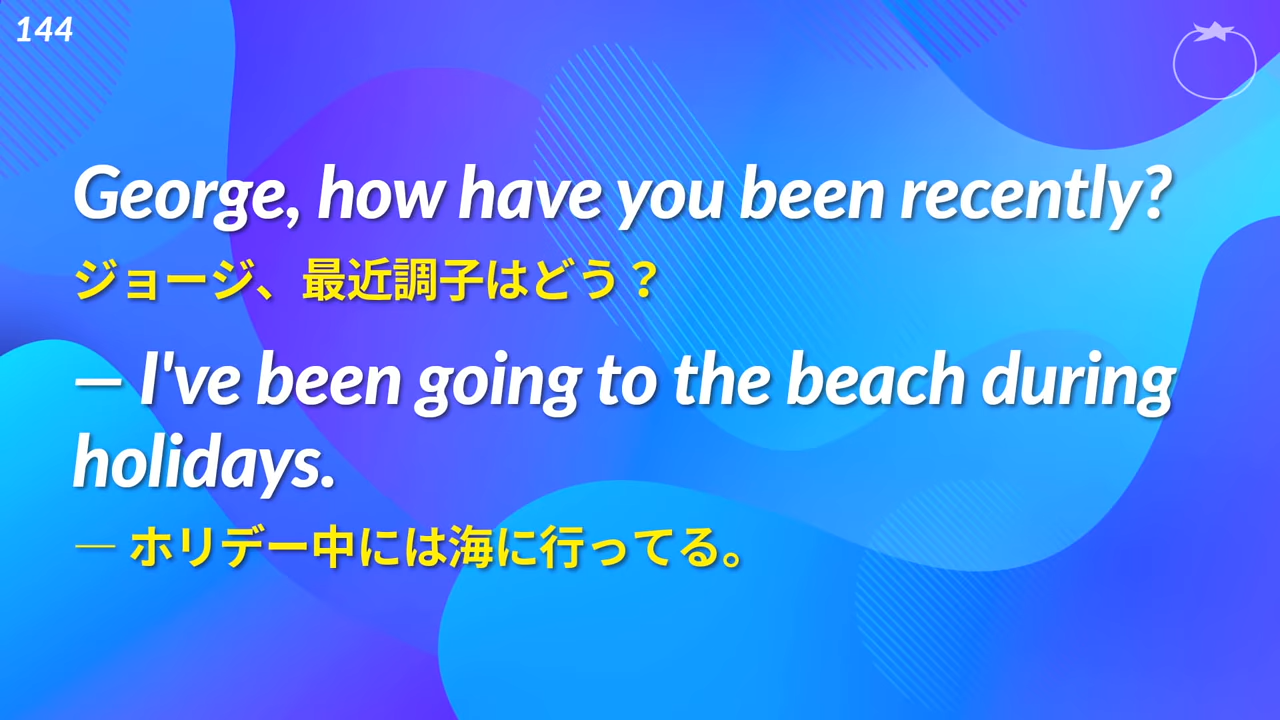 144
George, how have you been recently?
ジョージ、最近調子はどう？
— I've been going to the beach during
holidays.
― ホリデー中には海に行ってる。